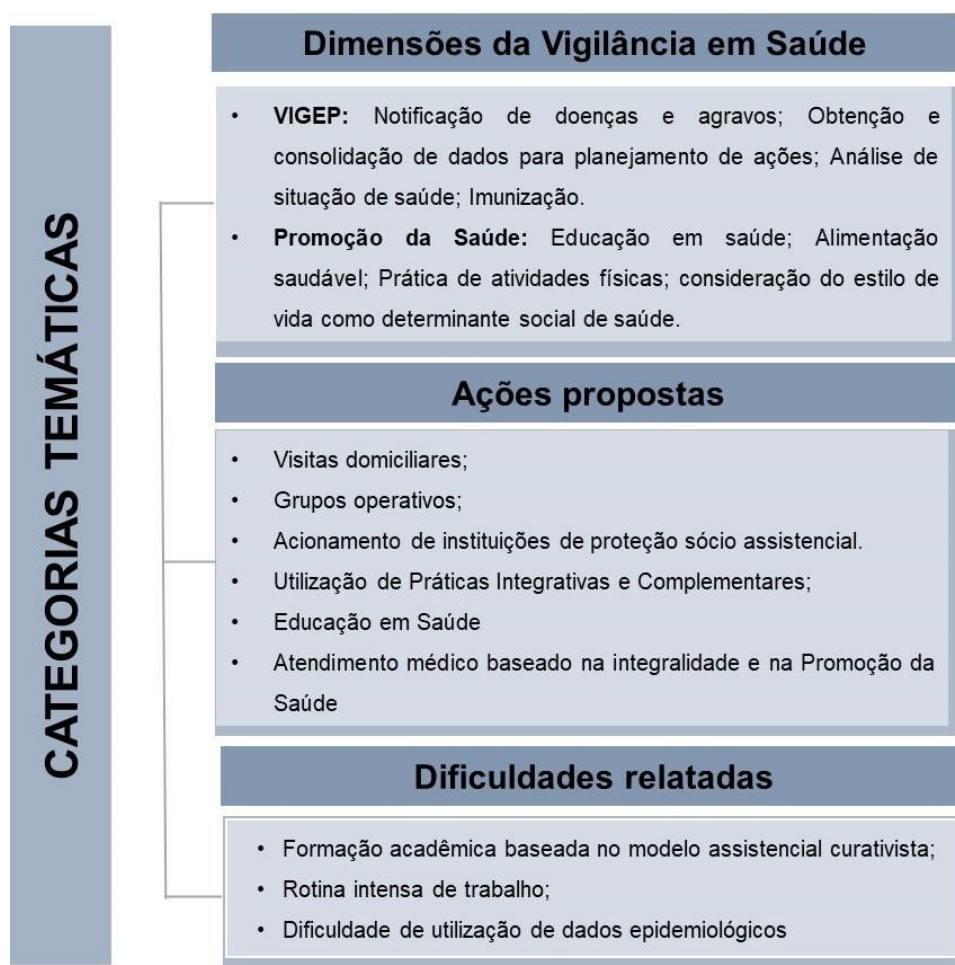 CATEGORIAS TEMÁTICAS
Dimensões da Vigilância em Saúde
• VIGEP: Notificação de doenças e agravos; Obtenção e
consolidação de dados para planejamento de ações; Análise de
situação de saúde; Imunização.
• Promoção da Saúde: Educação em saúde; Alimentação
saudável; Prática de atividades físicas; consideração do estilo de
vida como determinante social de saúde.
Ações propostas
• Visitas domiciliares;
• Grupos operativos;
• Acionamento de instituições de proteção sócio assistencial.
• Utilização de Práticas Integrativas e Complementares;
• Educação em Saúde
• Atendimento médico baseado na integralidade e na Promoção da
Saúde
Dificuldades relatadas
• Formação acadêmica baseada no modelo assistencial curativista;
• Rotina intensa de trabalho;
• Dificuldade de utilização de dados epidemiológicos